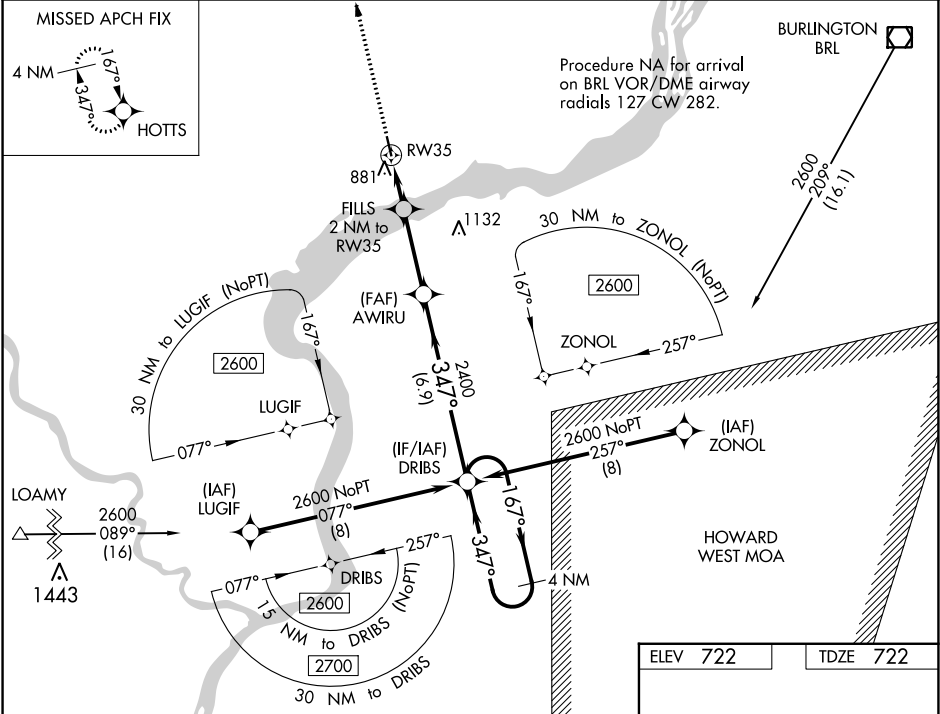 MISSED APCH FIX
4 NM
167°
347°
HOTTS
BURLINGTON
BRL
Procedure NA for arrival
on BRL VOR/DME airway
radials 127 CW 282.
2600
209°
(16.1)
RW35
881
FILLS
2 NM to
RW35
1132
30 NM to ZONOL (NoPT)
2600
167°
ZONOL
257°
30 NM to LUGIF (NoPT)
2600
167°
LUGIF
077°
(FAF)
AWIRU
2400
347°
(6.9)
(IF/IAF)
DRIBS
2600 NoPT
257°
(8)
(IAF)
ZONOL
LOAMY
2600
089°
(16)
1443
(IAF)
LUGIF
2600 NoPT
077°
(8)
167°
347°
4 NM
HOWARD
WEST MOA
077°
257°
DRIBS
2600
15 NM to DRIBS (NoPT)
2700
30 NM to DRIBS
ELEV 722
TDZE 722